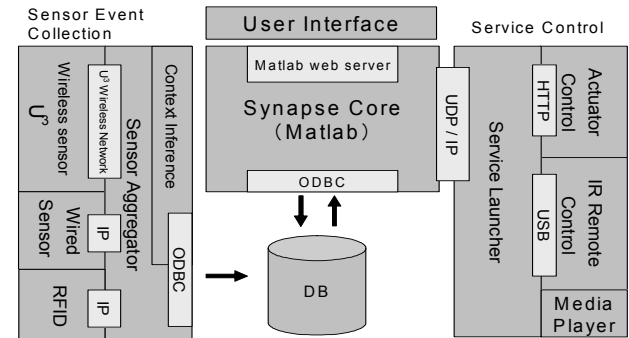 Sensor Event
Collection
User Interface
Service Control
Wireless sensor
U³
U³ Wireless Network
Wired
Sensor
IP
RFID
IP
Sensor Aggregator
Context Inference
ODBC
Matlab web server
Synapse Core
(Matlab)
ODBC
DB
UDP / IP
Service Launcher
HTTP
Actuator
Control
USB
IR Remote
Control
Media
Player